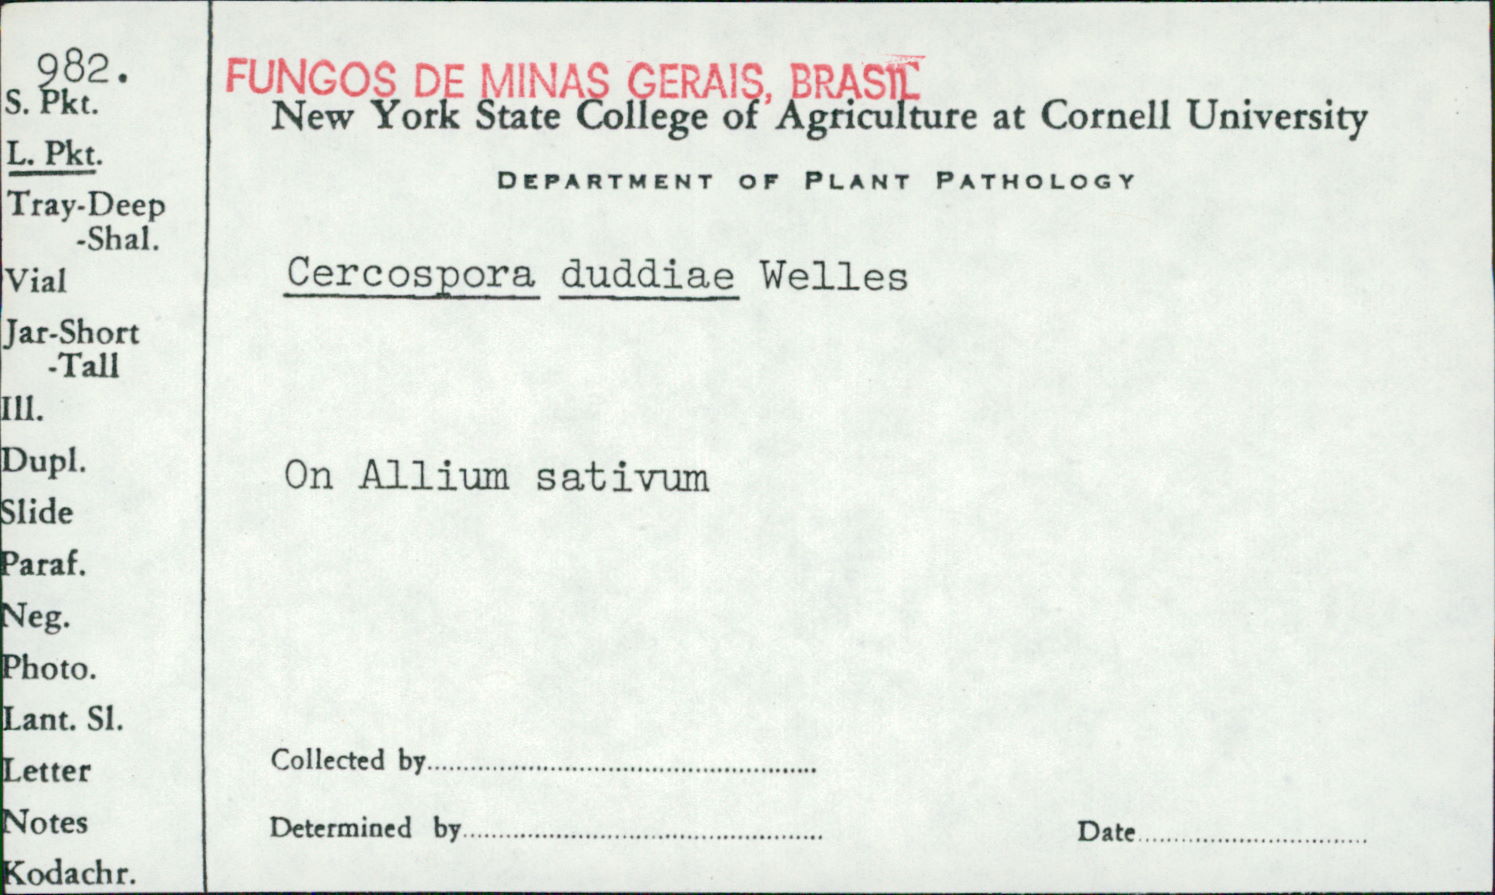 982.
S. Pkt.
L. Pkt.
Tray-Deep
-Shal.
Vial
Jar-Short
-Tall
Ill.
Dupl.
Slide
Paraf.
Neg.
Photo.
Lant. Sl.
Letter
Notes
Kodachr.
FUNGOS DE MINAS GERAIS, BRASIL
New York State College of Agriculture at Cornell University
DEPARTMENT OF PLANT PATHOLOGY
Cercospora duddiae Welles
On Allium sativum
Collected by
Determined by
Date